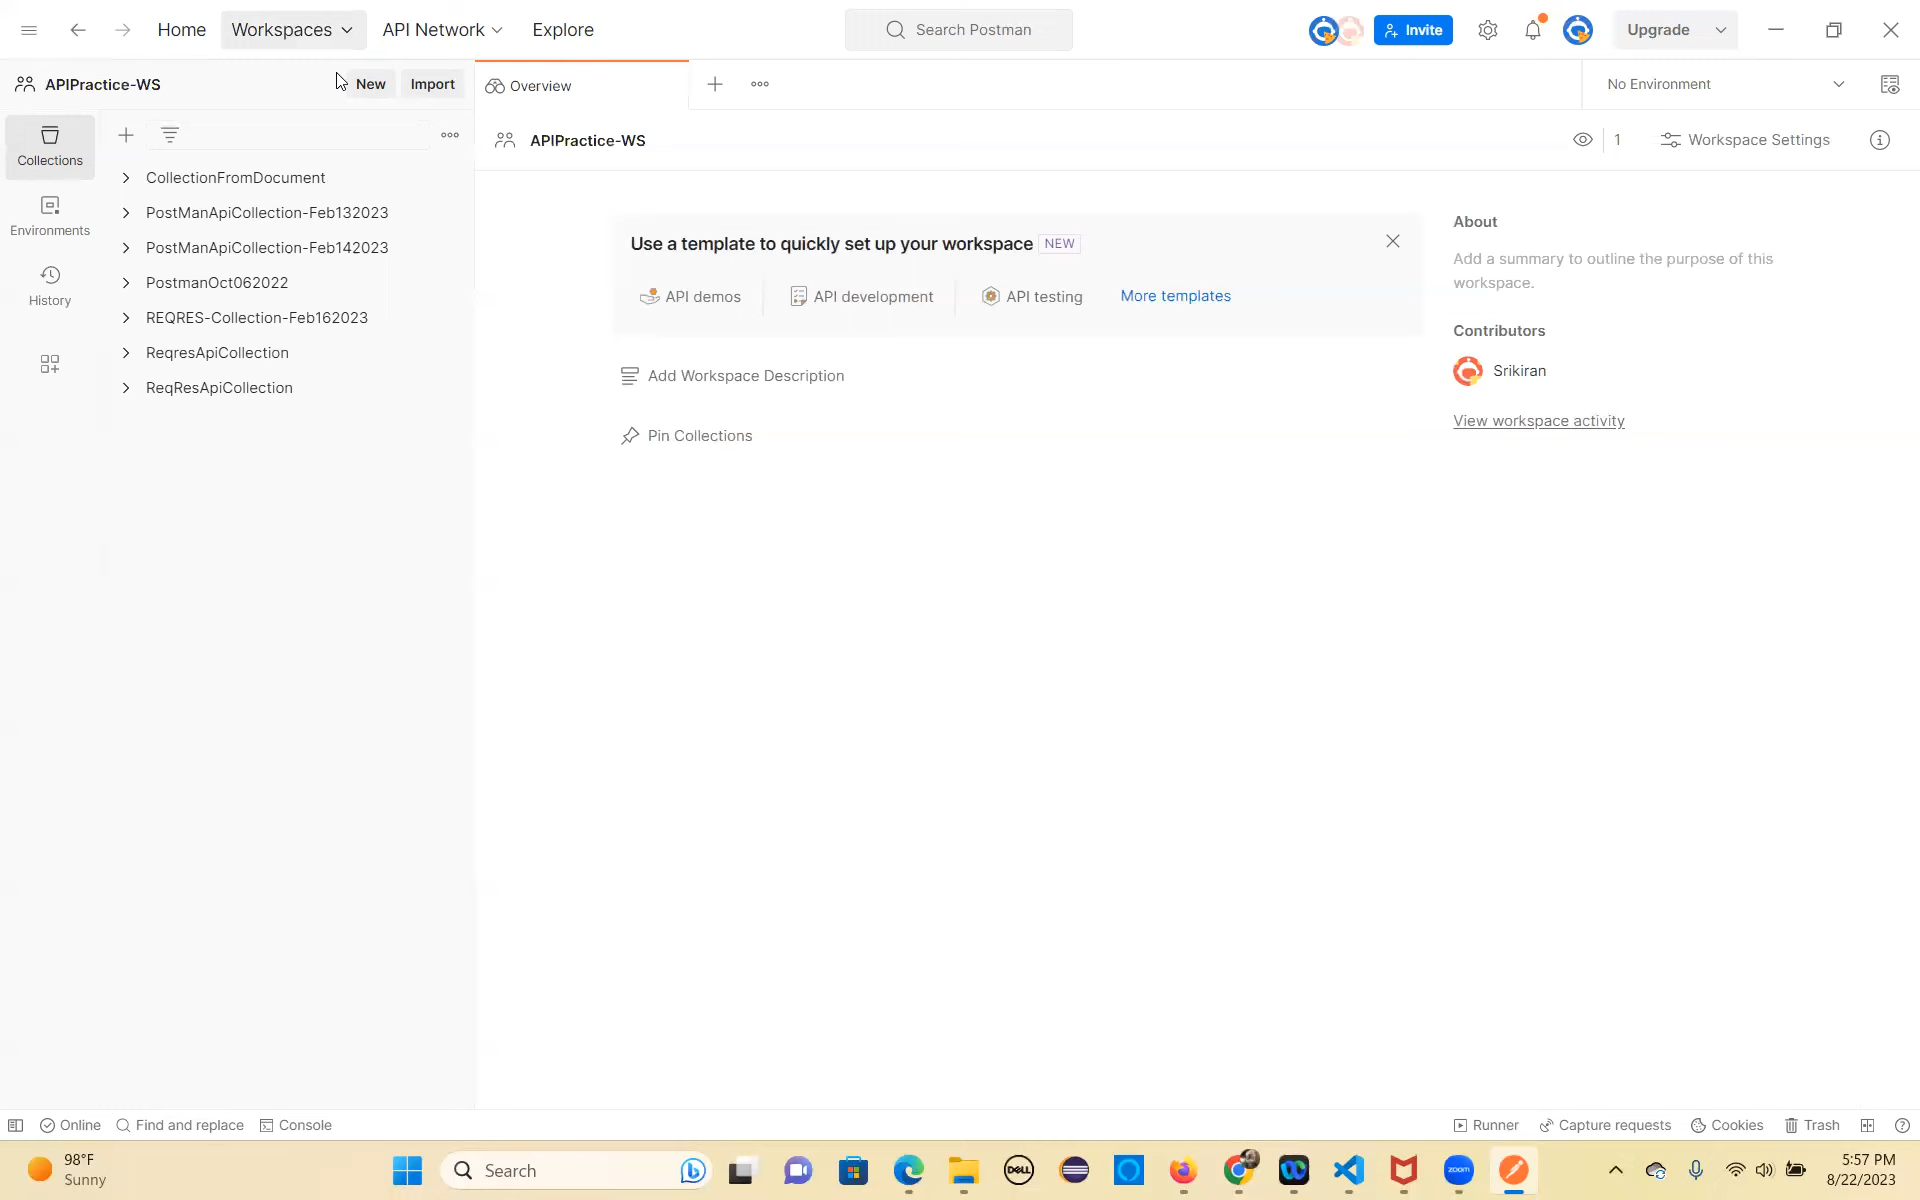 Home Workspaces API Network Explore Search Postman Invite Upgrade
APIPractice-WS New Import Overview No Environment
APIPractice-WS 1 Workspace Settings
Collections
Environments
History
CollectionFromDocument
PostManApiCollection-Feb132023
PostManApiCollection-Feb142023
PostmanOct062022
REQRES-Collection-Feb162023
ReqresApiCollection
ReqResApiCollection
Use a template to quickly set up your workspace NEW
API demos API development API testing More templates
Add Workspace Description
Pin Collections
About
Add a summary to outline the purpose of this
workspace.
Contributors
Srikiran
View workspace activity
Online Find and replace Console Runner Capture requests Cookies Trash
98°F
Sunny
Search
DELL
zoom
5:57 PM
8/22/2023